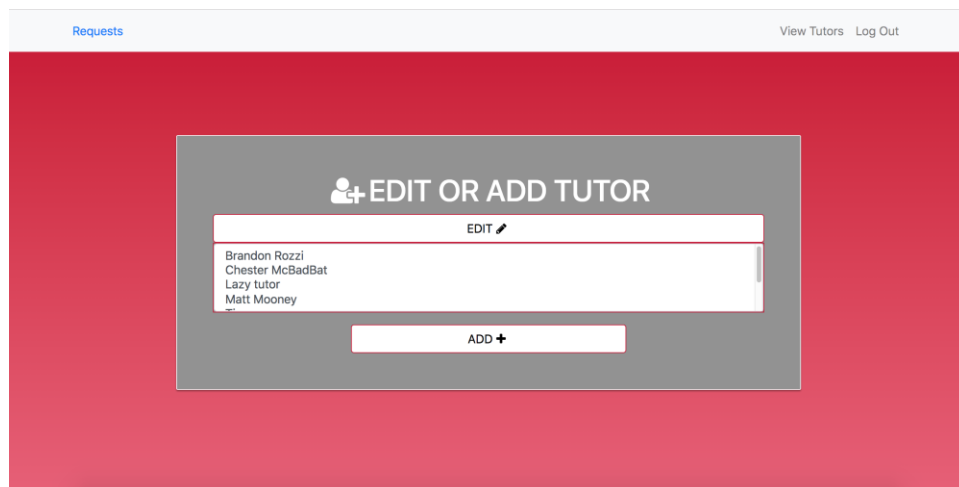 Requests
View Tutors Log Out
EDIT OR ADD TUTOR
EDIT
Brandon Rozzi
Chester McBadBat
Lazy tutor
Matt Mooney
ADD